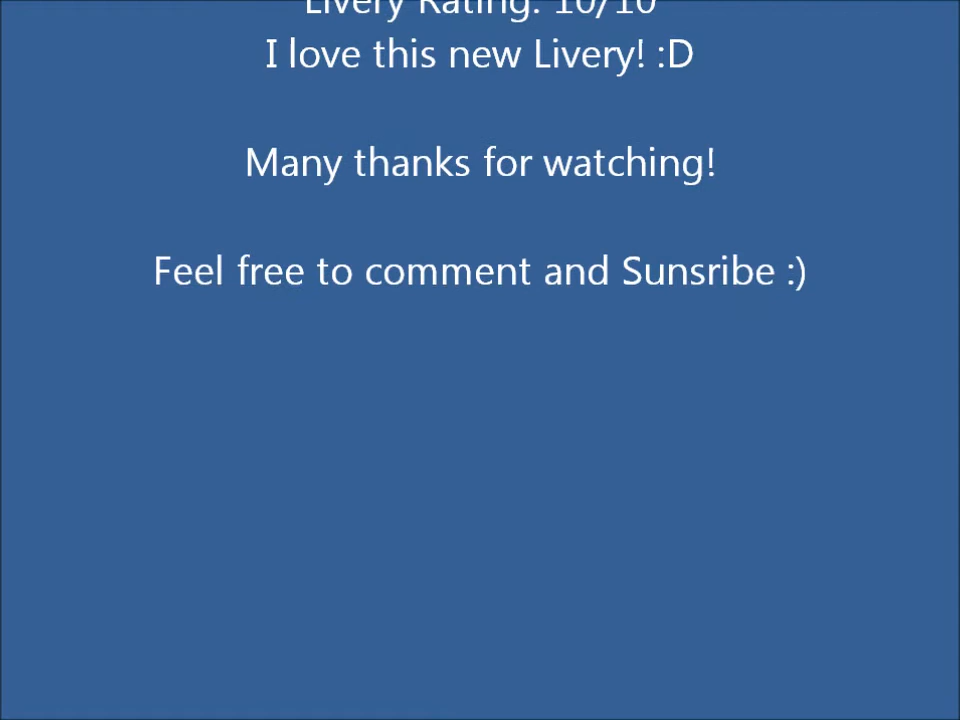 Livery Rating: 10/10
I love this new Livery! :D
Many thanks for watching!
Feel free to comment and Sunsribe :)